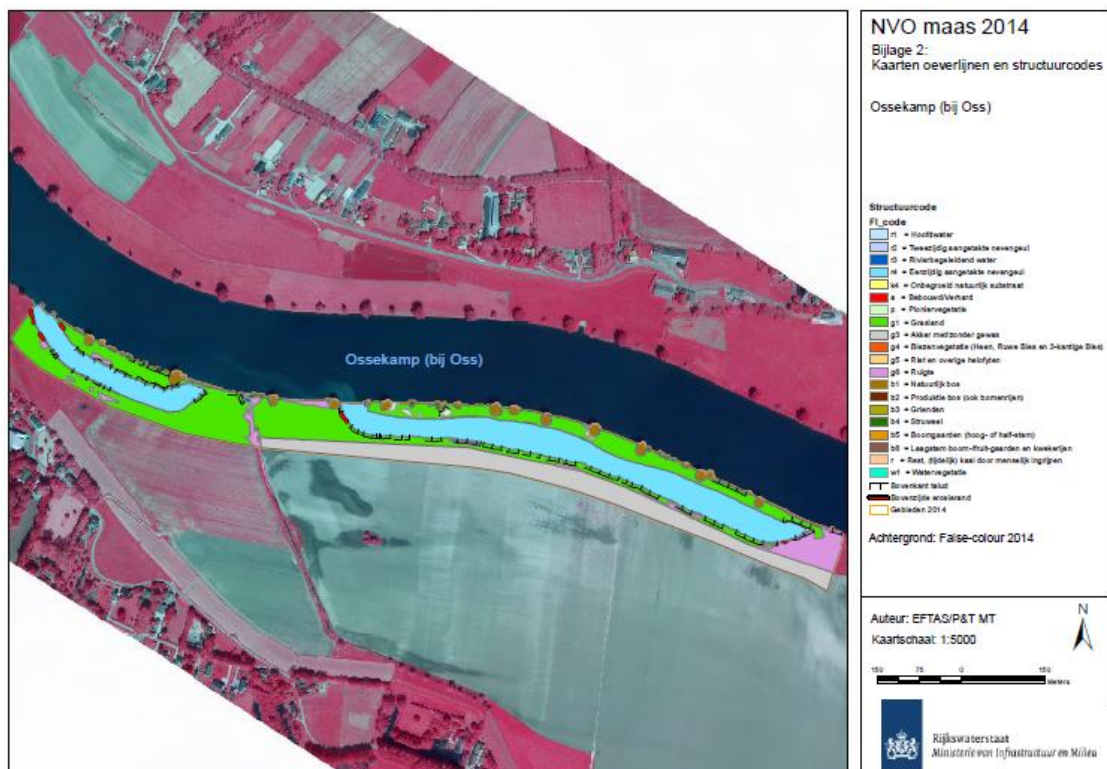 NVO maas 2014
Bijlage 2:
Kaarten oeverlijnen en structuurcodes
Ossekamp (bij Oss)
Structuurcode
Fl_code
r1 = Hoofdwater
r2 = Tweezijdig aangetakte nevengeul
r3 = Rivierbegeleidend water
r4 = Eenzijdig aangetakte nevengeul
k4 = Onbegroeid natuurlijk substraat
a = Bebouwd/Verhard
p = Pioniervegetatie
g1 = Grasland
g3 = Akker met/zonder gewas
g4 = Biezenvegetatie (Heen, Ruwe Bies en 3-kantige Bies)
g5 = Riet en overige helofyten
g6 = Ruigte
b1 = Natuurlijk bos
b2 = Produktie bos (ook bomenrijen)
b3 = Grienden
b4 = Struweel
b5 = Boomgaarden (hoog- of half-stam)
b6 = Laagstam boom-/fruit-gaarden en kwekerijen
r = Rest, (tijdelijk) kaal door menselijk ingrijpen
w1 = Watervegetatie
Bovenkant talud
Bovenzijde erosierand
Gebieden 2014
Achtergrond: False-colour 2014
Ossekamp (bij Oss)
Auteur: EFTAS/P&T MT
Kaartschaal: 1:5000
N
150 75 0 150
Meters
Rijkswaterstaat
Ministerie van Infrastructuur en Milieu